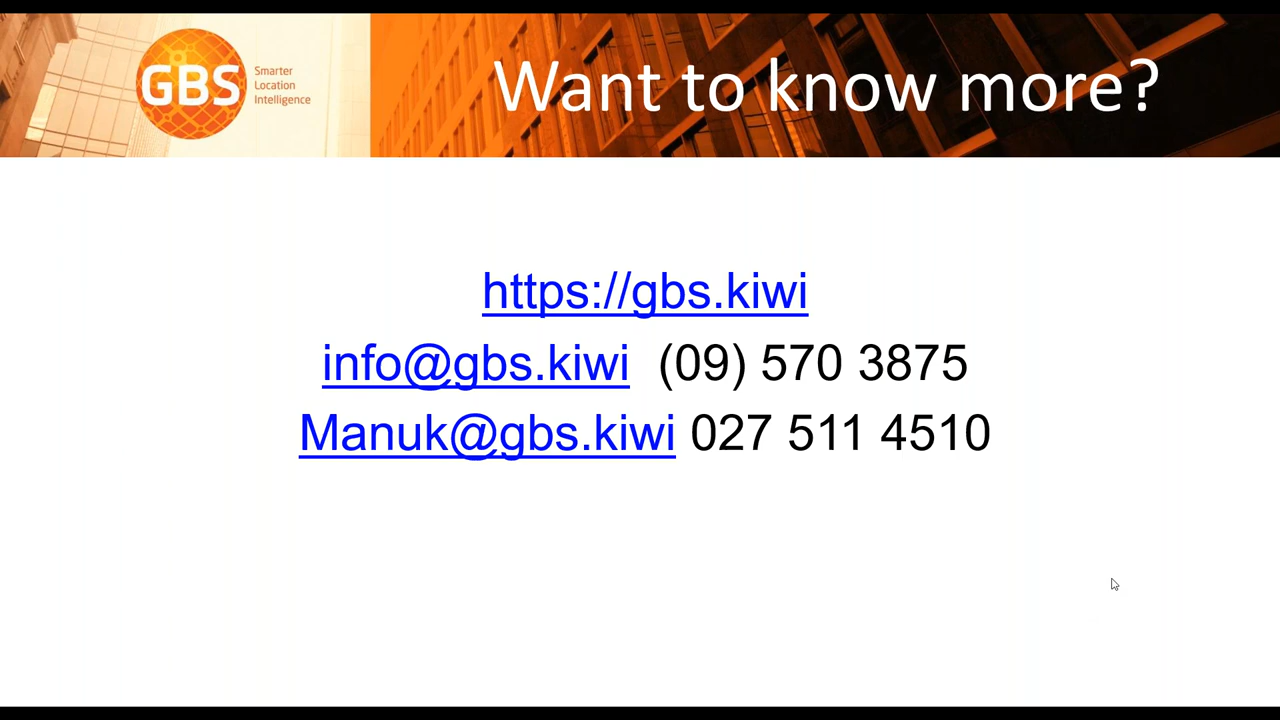 GBS
Smarter
Location
Intelligence
Want to know more?
https://gbs.kiwi
info@gbs.kiwi (09) 570 3875
Manuk@gbs.kiwi 027 511 4510